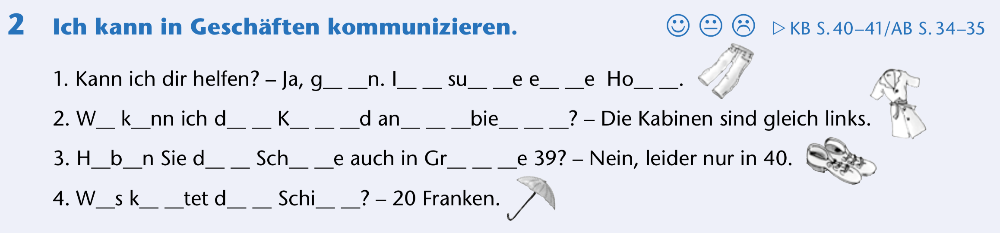 2 Ich kann in Geschäften kommunizieren. ▷ KB S. 40–41/AB S. 34–35
1. Kann ich dir helfen? – Ja, g__ __n. I__ __ su__ __e e__ __e Ho__ __.
2. W__ k__nn ich d__ __ K__ __ __d an__ __ __bie__ __ __? – Die Kabinen sind gleich links.
3. H__b__n Sie d__ __ Sch__ __e auch in Gr__ __ __e 39? – Nein, leider nur in 40.
4. W__s k__ __tet d__ __ Schi__ __? – 20 Franken.